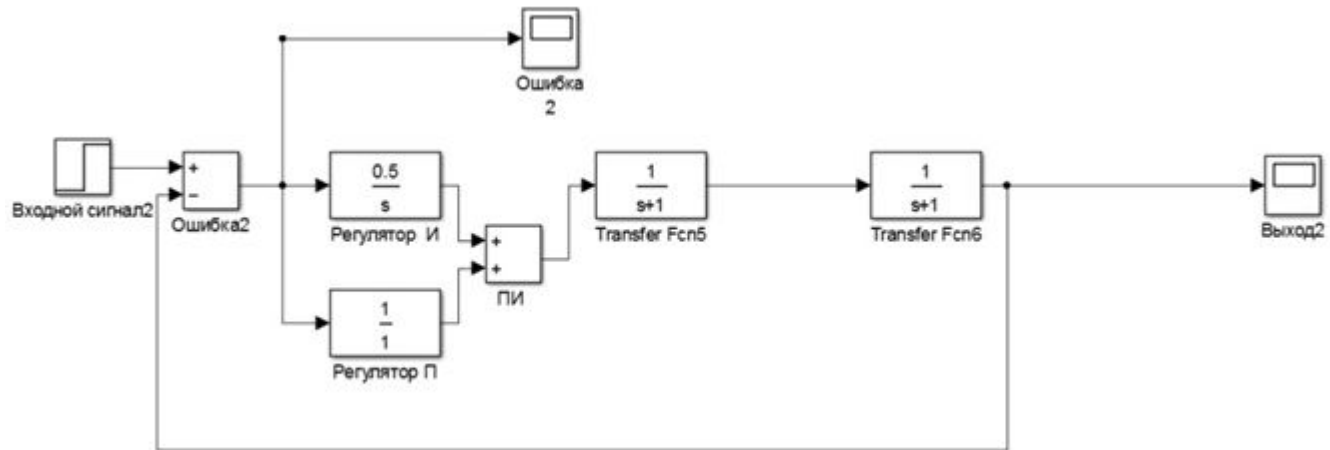 Ошибка
2
Входной сигнал2
+
−
Ошибка2
0.5
s
Регулятор И
1
1
Регулятор П
+
+
ПИ
1
s+1
Transfer Fcn5
1
s+1
Transfer Fcn6
Выход2